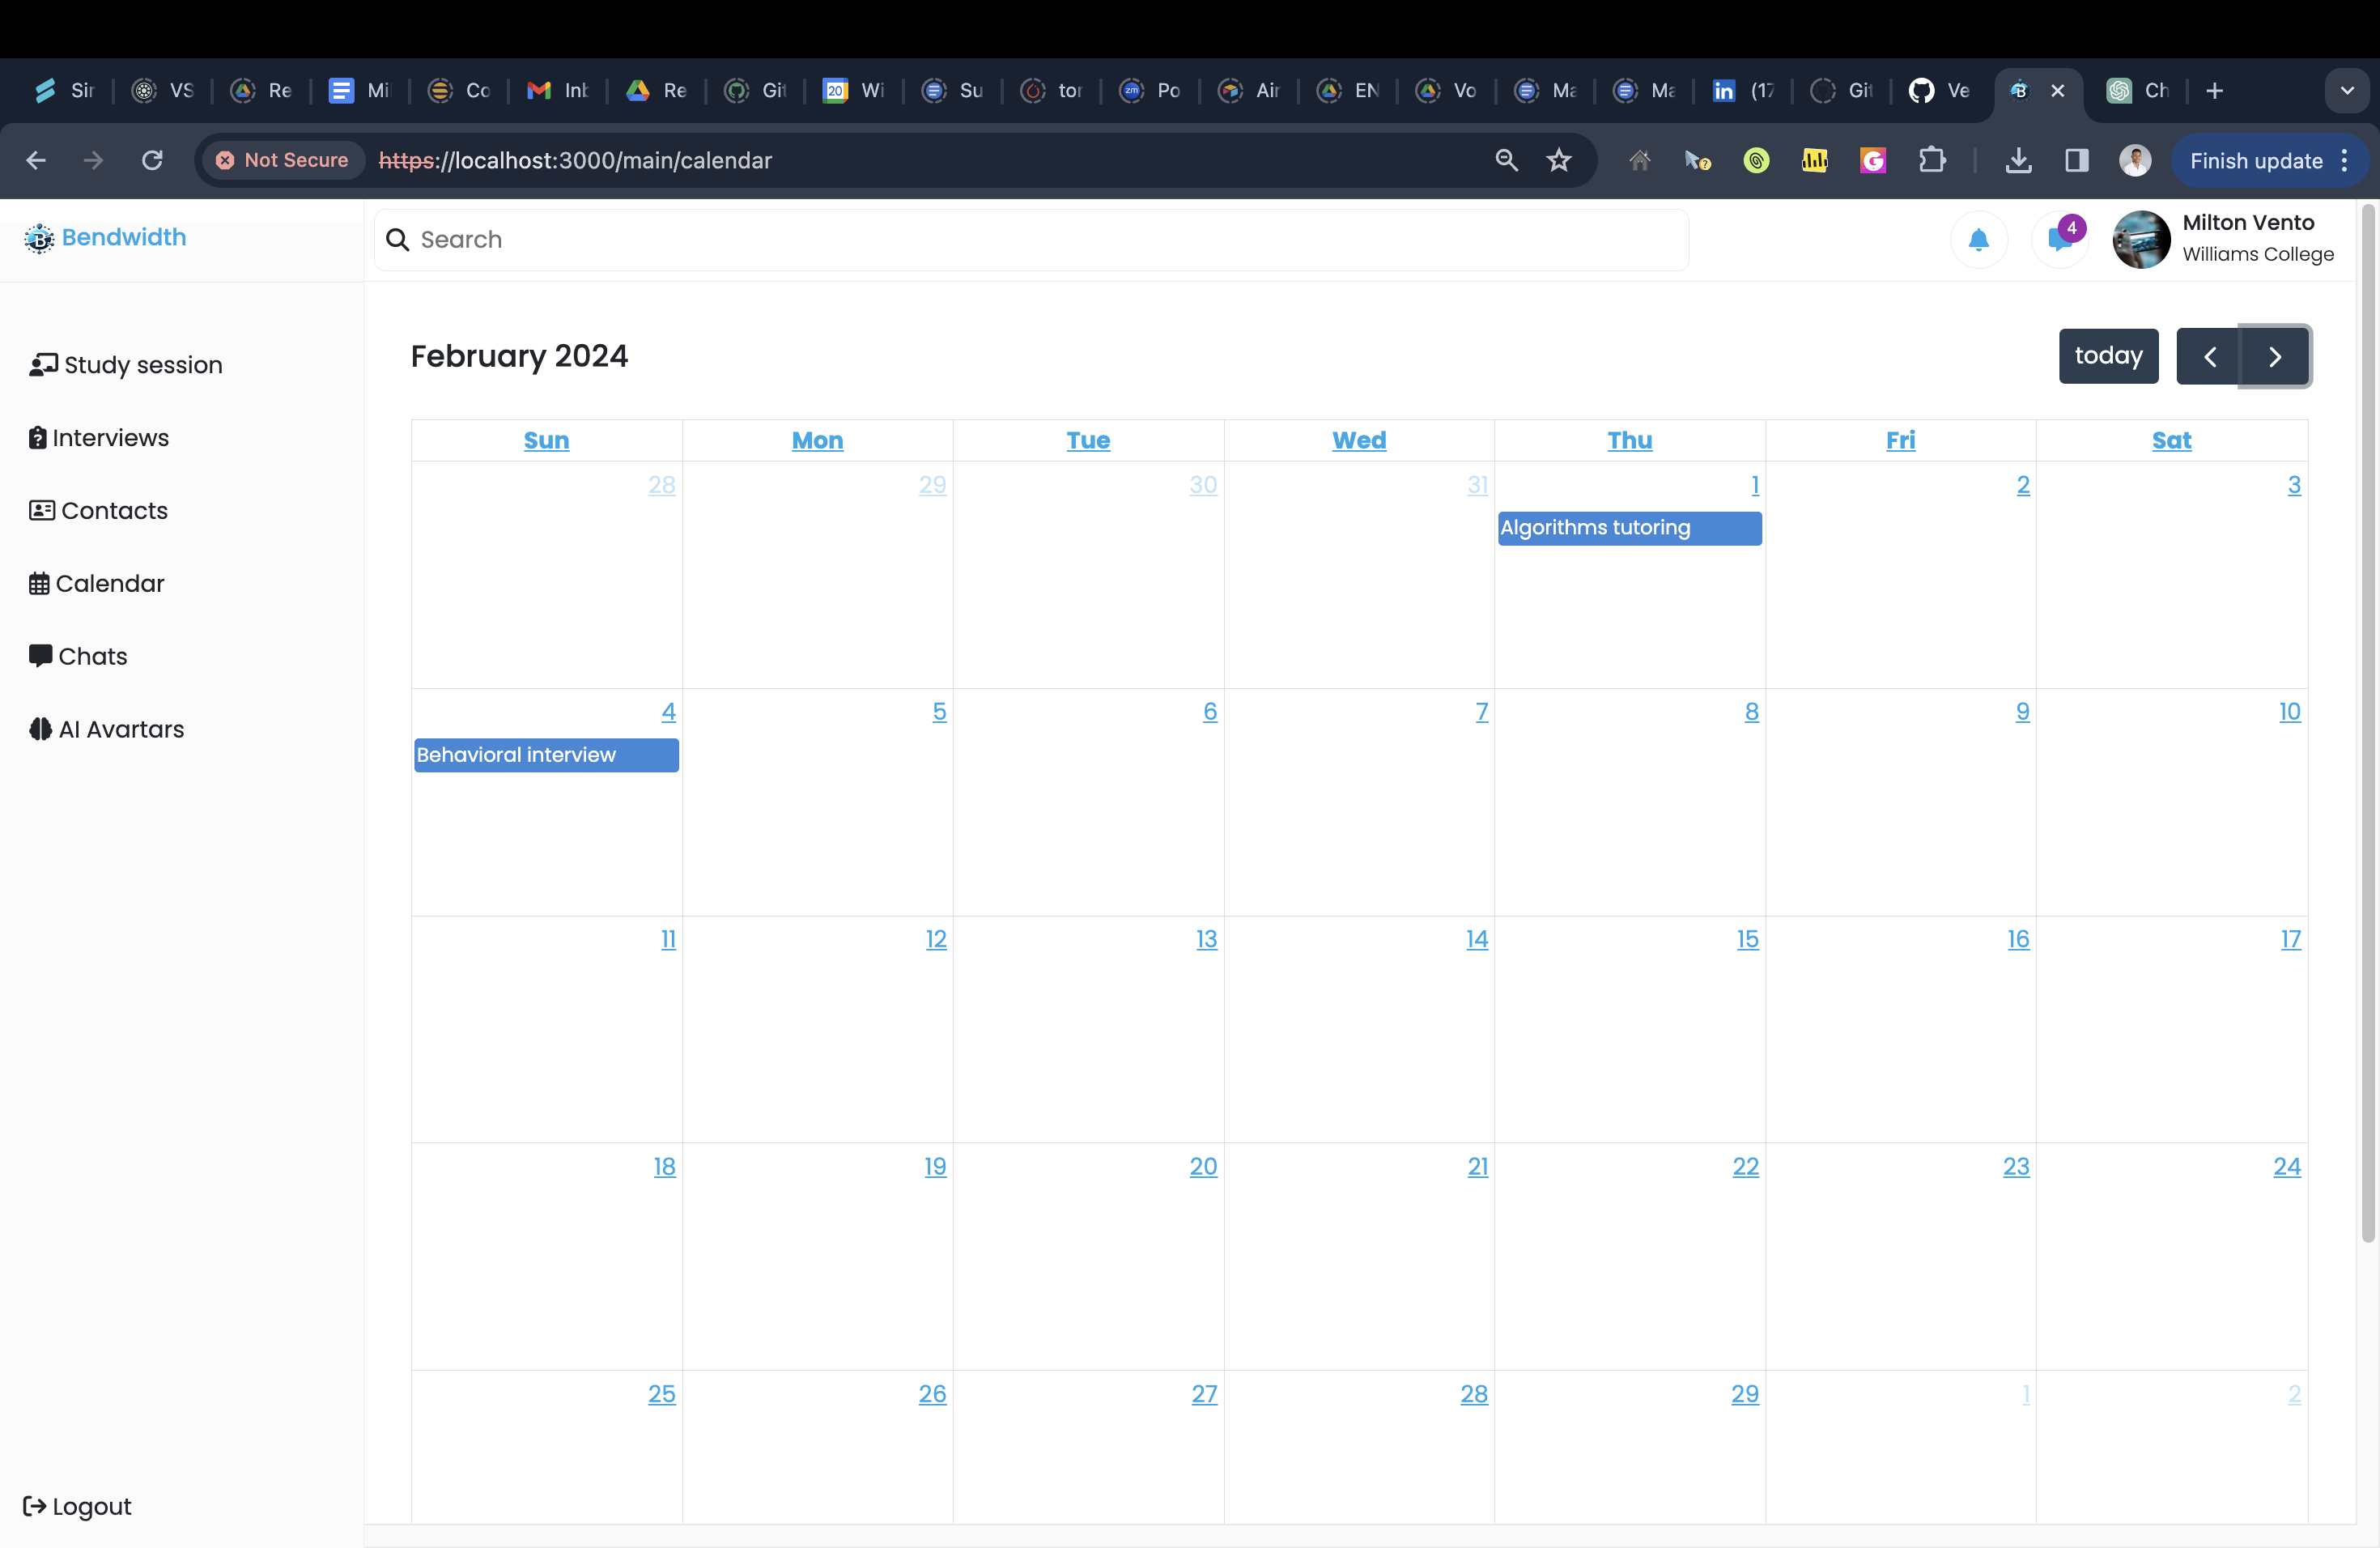 Sir
VS
Re
Mi
Co
Inb
Re
Git
20
Wi
Su
tor
zm
Po
Air
EN
Vo
Ma
Ma
in
(17
Git
Ve
B
Ch
Not Secure
https://localhost:3000/main/calendar
Finish update
B Bendwidth
Search
4
Milton Vento
Williams College
Study session
Interviews
Contacts
Calendar
Chats
AI Avartars
Logout
February 2024
today
Sun Mon Tue Wed Thu Fri Sat
28 29 30 31 1 2 3
Algorithms tutoring
4 5 6 7 8 9 10
Behavioral interview
11 12 13 14 15 16 17
18 19 20 21 22 23 24
25 26 27 28 29 1 2